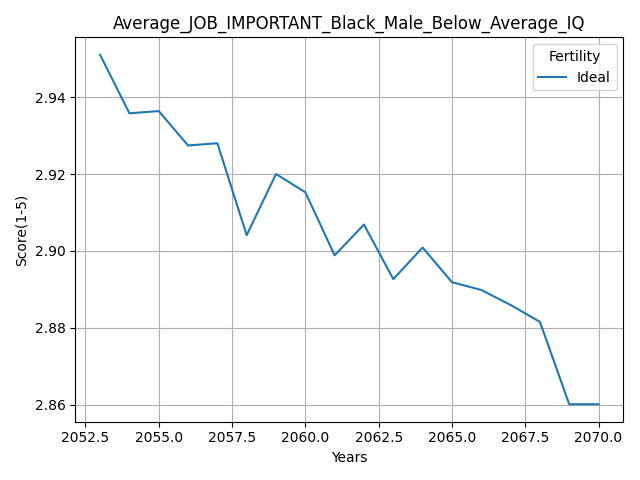 Average_JOB_IMPORTANT_Black_Male_Below_Average_IQ
Fertility
Ideal
Score(1-5)
2.94
2.92
2.90
2.88
2.86
2052.5 2055.0 2057.5 2060.0 2062.5 2065.0 2067.5 2070.0
Years